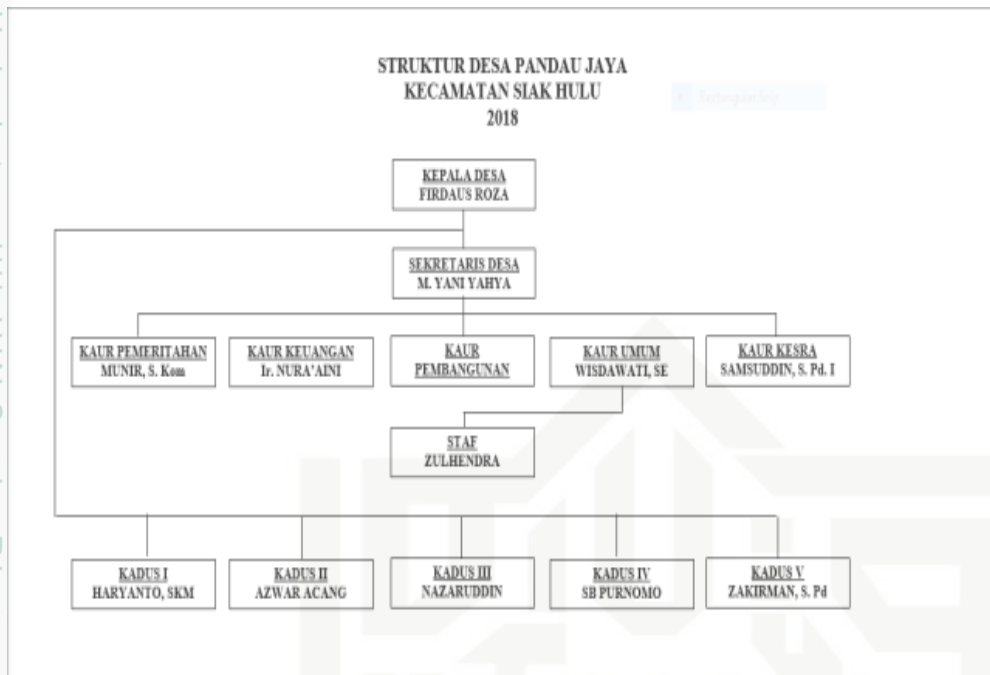 STRUKTUR DESA PANDAU JAYA
KECAMATAN SIAK HULU
2018
KEPALA DESA
FIRDAUS ROZA
SEKRETARIS DESA
M. YANI YAHYA
KAUR PEMERITAHAN
MUNIR, S. Kom
KAUR KEUANGAN
Ir. NURA'AINI
KAUR
PEMBANGUNAN
KAUR UMUM
WISDAWATI, SE
KAUR KESRA
SAMSUDDIN, S. Pd. I
STAF
ZULHENDRA
KADUS I
HARYANTO, SKM
KADUS II
AZWAR ACANG
KADUS III
NAZARUDDIN
KADUS IV
SB PURNOMO
KADUS V
ZAKIRMAN, S. Pd